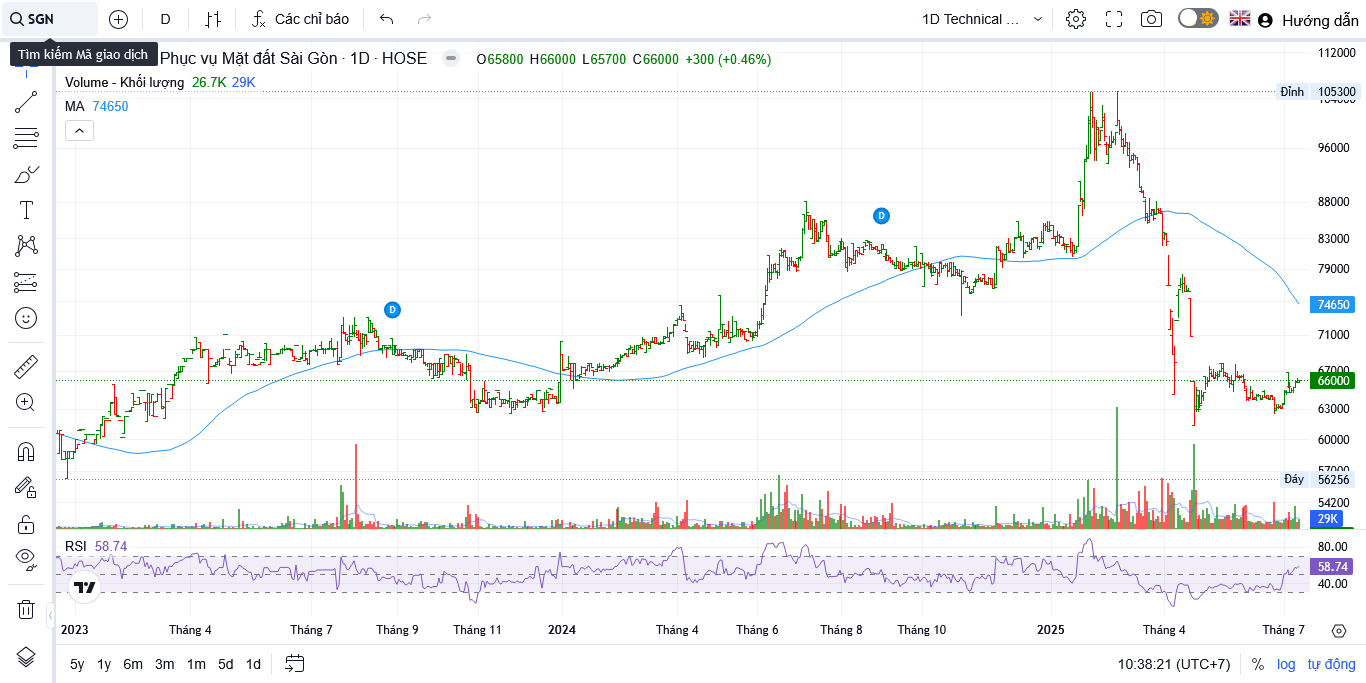 SGN D Các chỉ báo 1D Technical ... Hướng dẫn
Tìm kiếm Mã giao dịch
Phục vụ Mặt đất Sài Gòn · 1D · HOSE O65800 H66000 L65700 C66000 +300 (+0.46%)
Volume - Khối lượng 26.7K 29K
MA 74650
112000
Đỉnh 105300
104000
96000
88000
D
83000
79000
D
74650
71000
67000
66000
63000
60000
57000
Đáy 56256
54200
29K
RSI 58.74
80.00
58.74
40.00
2023 Tháng 4 Tháng 7 Tháng 9 Tháng 11 2024 Tháng 4 Tháng 6 Tháng 8 Tháng 10 2025 Tháng 4 Tháng 7
5y 1y 6m 3m 1m 5d 1d 10:38:21 (UTC+7) % log tự động